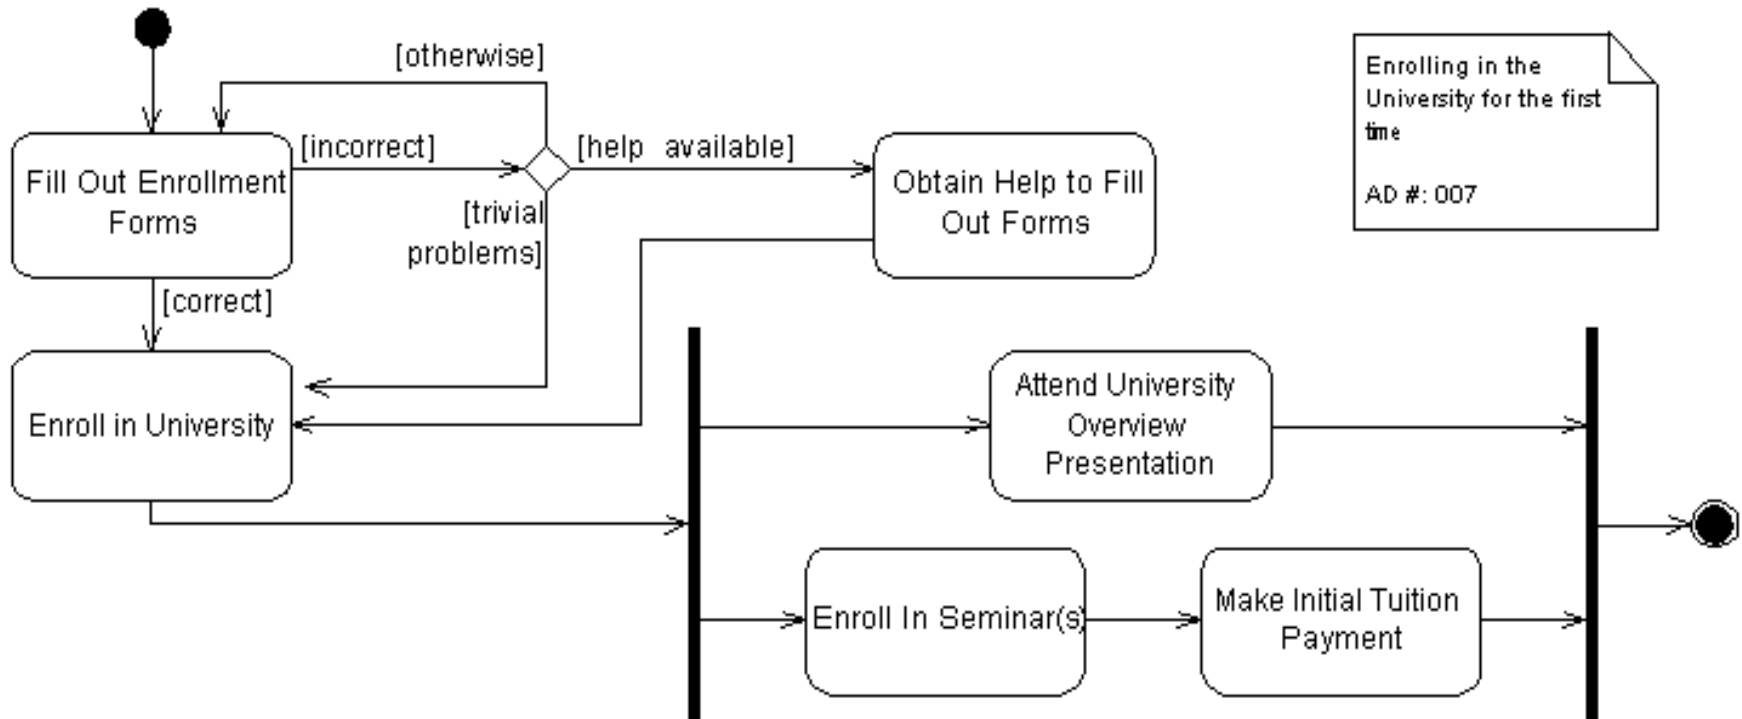 [otherwise]
Enrolling in the
University for the first
time
AD #: 007
[incorrect]
[help available]
Fill Out Enrollment
Forms
Obtain Help to Fill
Out Forms
[trivial
problems]
[correct]
Enroll in University
Attend University
Overview
Presentation
Enroll In Seminar(s)
Make Initial Tuition
Payment